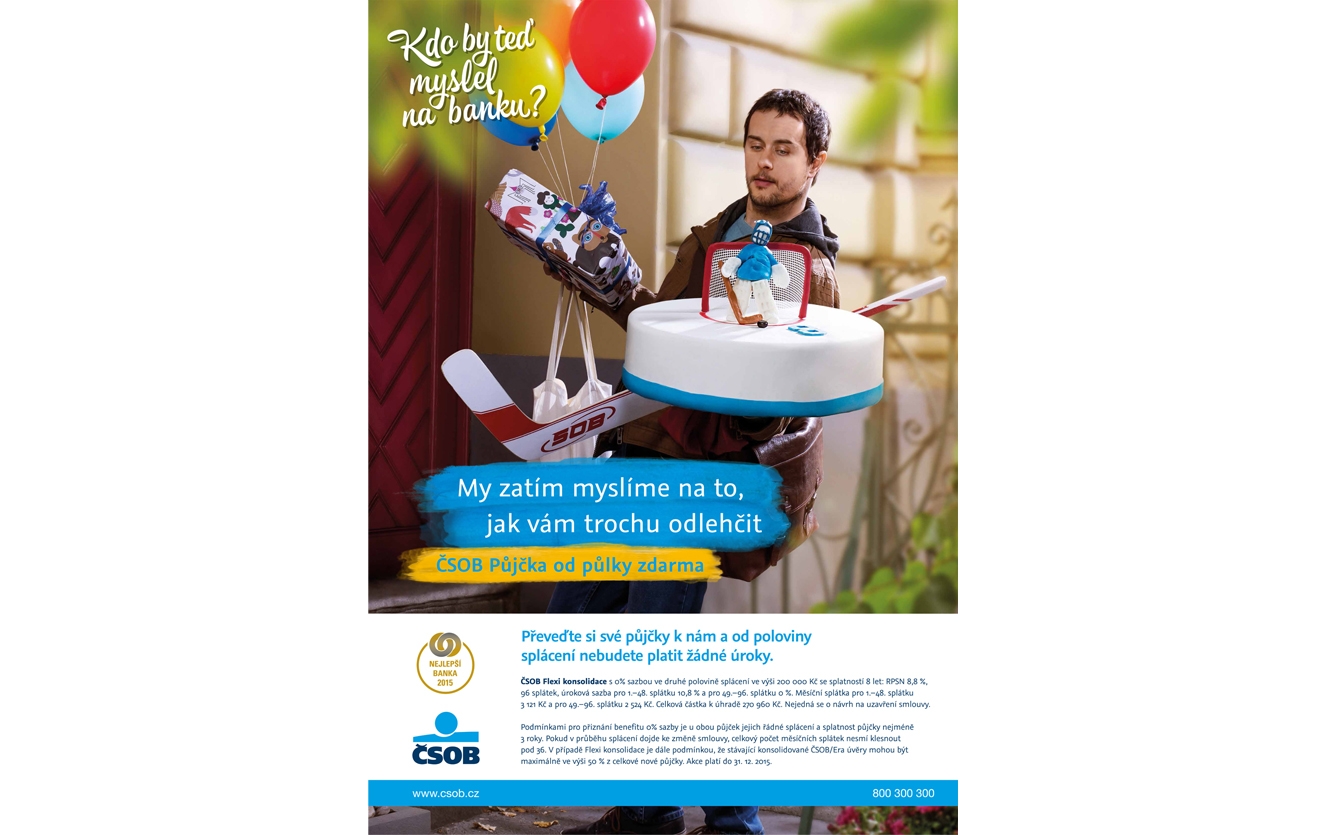 Kdo by teď
myslel
na banku?
SOB
My zatím myslíme na to,
jak vám trochu odlehčit
ČSOB Půjčka od půlky zdarma
Převeďte si své půjčky k nám a od poloviny
splácení nebudete platit žádné úroky.
NEJLEPŠÍ
BANKA
2015
ČSOB Flexi konsolidace s 0% sazbou ve druhé polovině splácení ve výši 200 000 Kč se splatností 8 let: RPSN 8,8 %,
96 splátek, úroková sazba pro 1.–48. splátku 10,8 % a pro 49.–96. splátku 0 %. Měsíční splátka pro 1.–48. splátku
3 121 Kč a pro 49.–96. splátku 2 524 Kč. Celková částka k úhradě 270 960 Kč. Nejedná se o návrh na uzavření smlouvy.
ČSOB
Podmínkami pro přiznání benefitu 0% sazby je u obou půjček jejich řádné splácení a splatnost půjčky nejméně
3 roky. Pokud v průběhu splácení dojde ke změně smlouvy, celkový počet měsíčních splátek nesmí klesnout
pod 36. V případě Flexi konsolidace je dále podmínkou, že stávající konsolidované ČSOB/Era úvěry mohou být
maximálně ve výši 50 % z celkové nové půjčky. Akce platí do 31. 12. 2015.
www.csob.cz
800 300 300